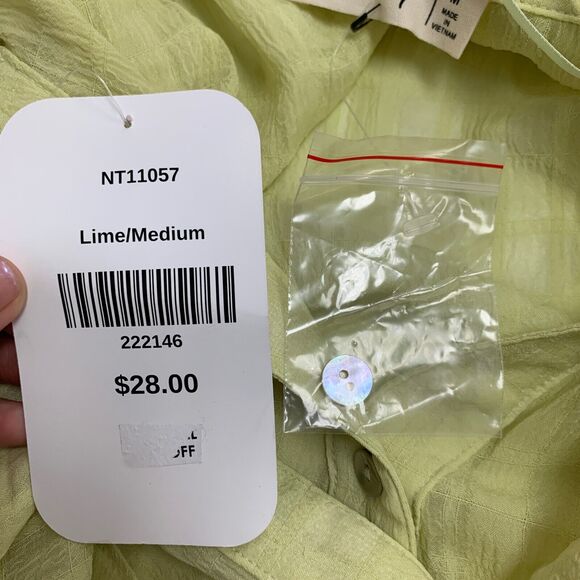 M
MADE
IN
VIETNAM
NT11057
Lime/Medium
222146
$28.00